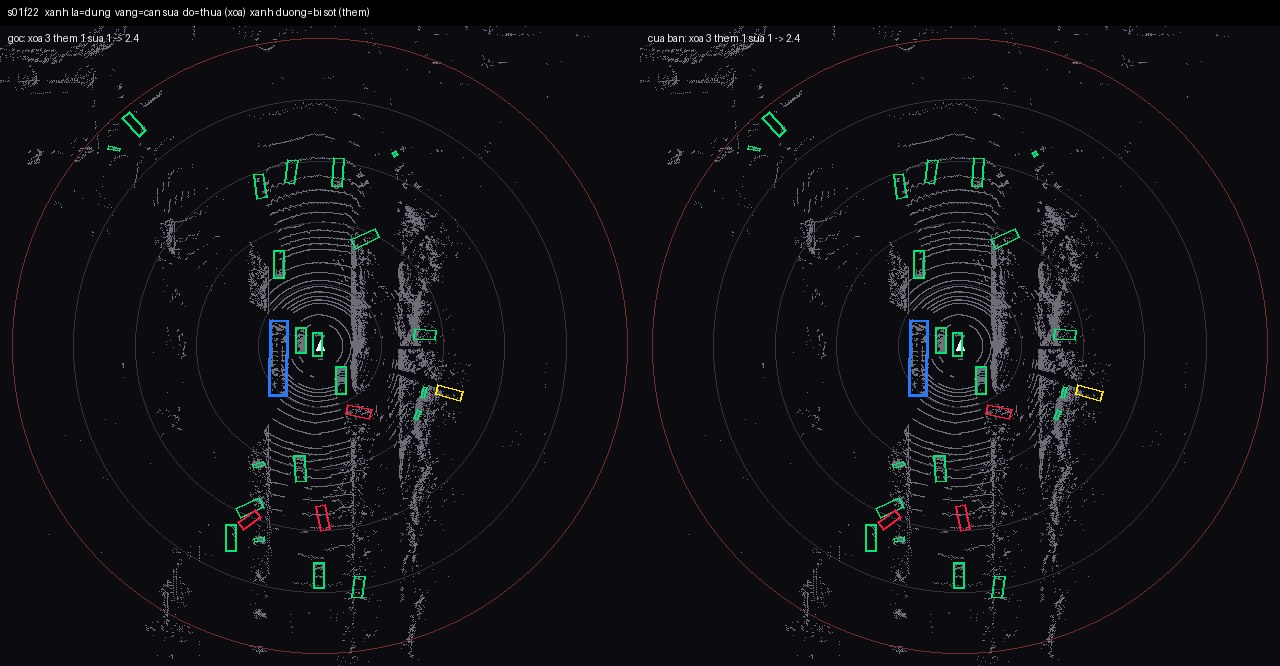 s01f22 xanh la=dung vang=can sua do=thua (xoa) xanh duong=bi sot (them)
goc: xoa 3 them 1 sua 1 -> 2.4
cua ban: xoa 3 them 1 sua 1 -> 2.4